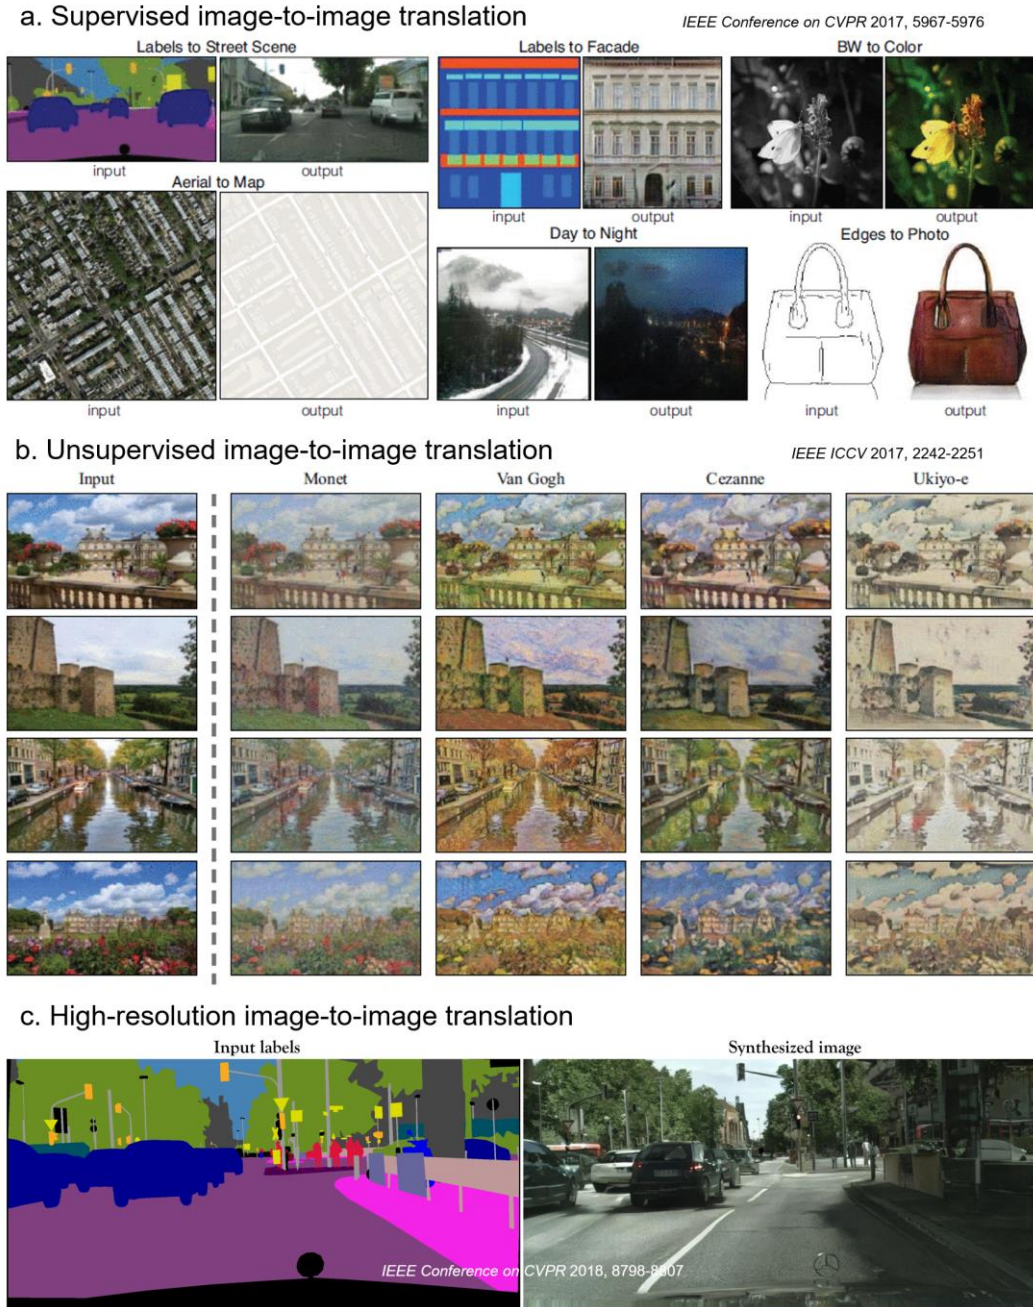 a. Supervised image-to-image translation
IEEE Conference on CVPR 2017, 5967-5976
Labels to Street Scene
input
output
Aerial to Map
input
output
Labels to Facade
input
output
BW to Color
input
output
Day to Night
input
output
Edges to Photo
input
output
b. Unsupervised image-to-image translation
IEEE ICCV 2017, 2242-2251
Input
Monet
Van Gogh
Cezanne
Ukiyo-e
c. High-resolution image-to-image translation
Input labels
Synthesized image
IEEE Conference on CVPR 2018, 8798-8807